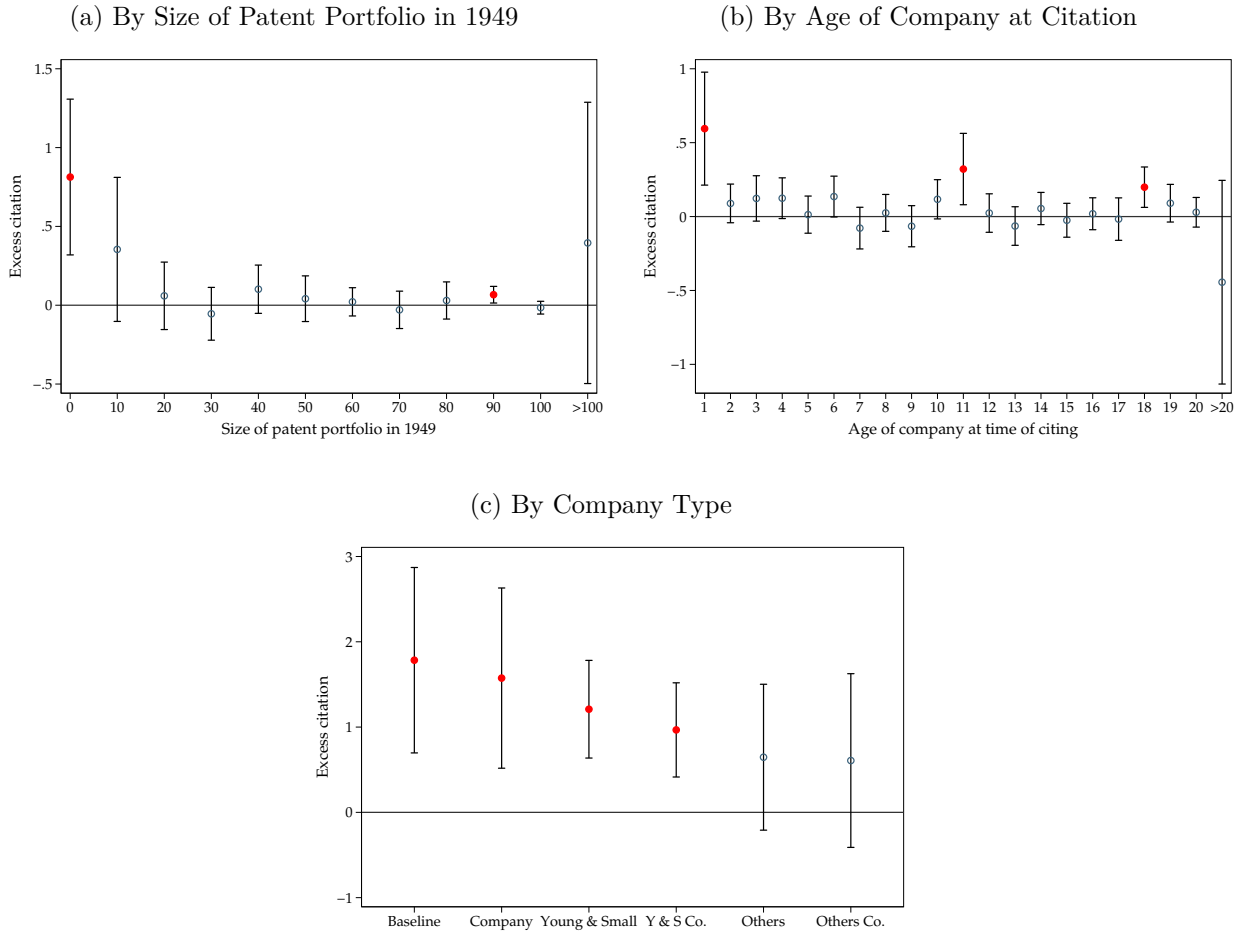 (a) By Size of Patent Portfolio in 1949
1.5
1
.5
0
−.5
Excess citation
0 10 20 30 40 50 60 70 80 90 100 >100
Size of patent portfolio in 1949
(b) By Age of Company at Citation
1
.5
0
−.5
−1
Excess citation
1 2 3 4 5 6 7 8 9 10 11 12 13 14 15 16 17 18 19 20 >20
Age of company at time of citing
(c) By Company Type
3
2
1
0
−1
Excess citation
Baseline Company Young & Small Y & S Co. Others Others Co.